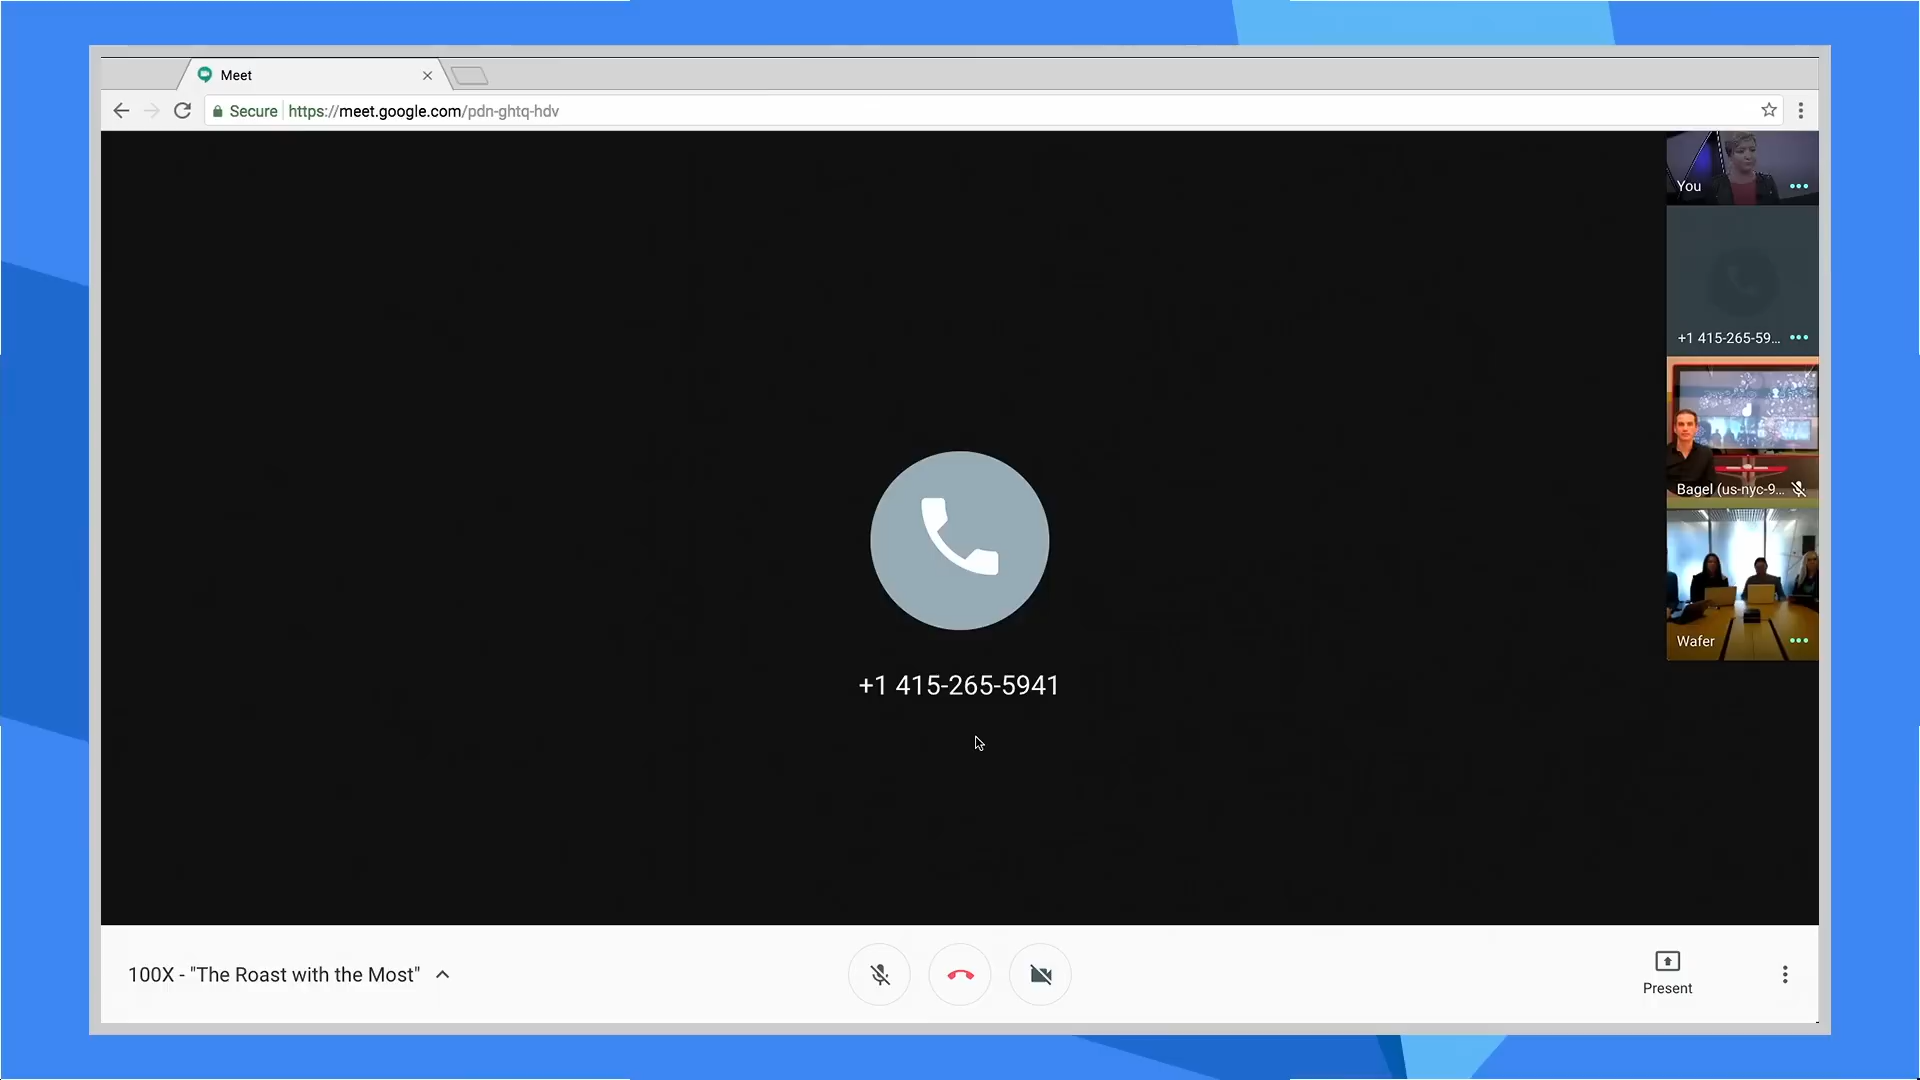 Meet
Secure https://meet.google.com/pdn-ghtq-hdv
You
+1 415-265-59...
Bagel (us-nyc-9...
Wafer
+1 415-265-5941
100X - "The Roast with the Most"
Present